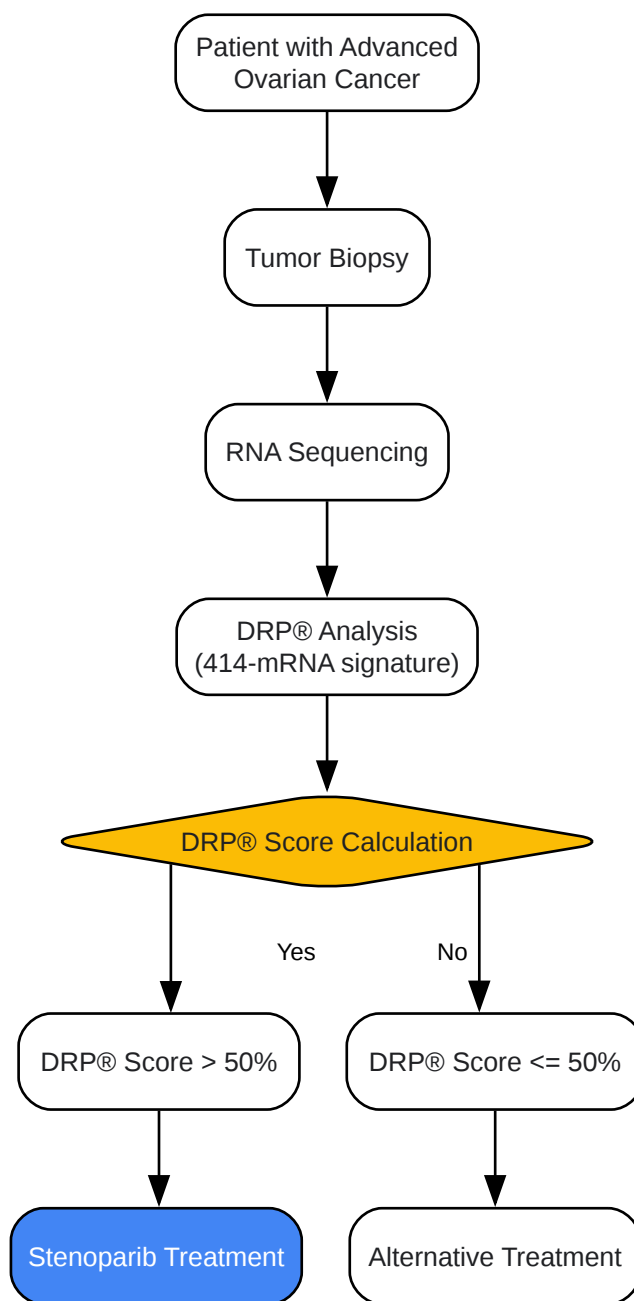 Patient with Advanced
Ovarian Cancer
Tumor Biopsy
RNA Sequencing
DRP® Analysis
(414-mRNA signature)
DRP® Score Calculation
Yes
No
DRP® Score > 50%
DRP® Score <= 50%
Stenoparib Treatment
Alternative Treatment